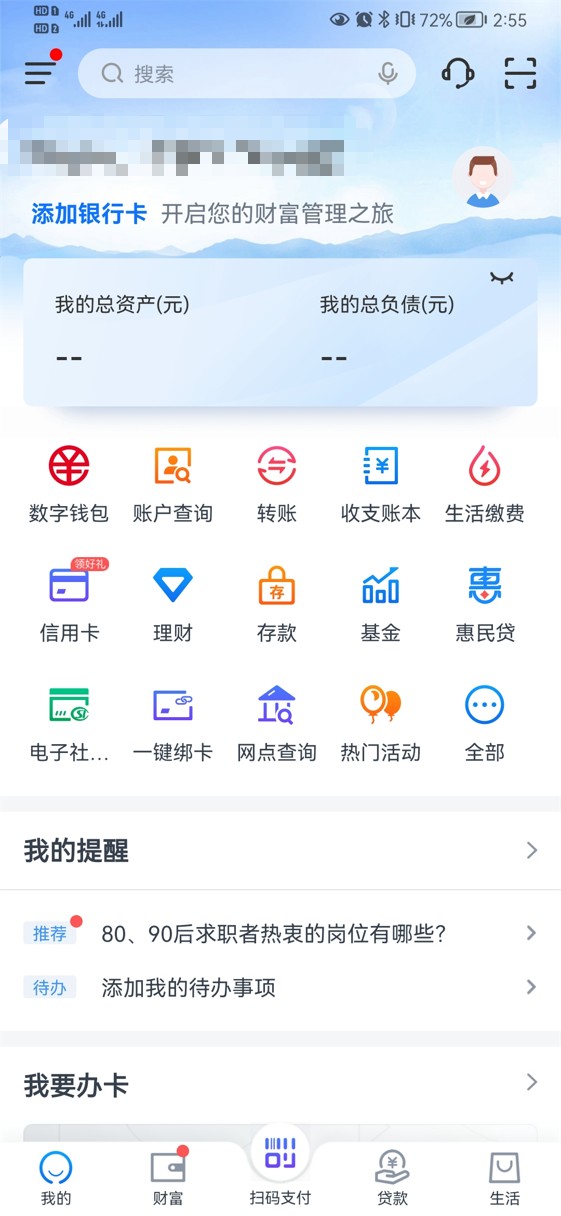 HD 1 4G 4G 72% 2:55
HD 2
搜索
添加银行卡 开启您的财富管理之旅
我的总资产(元) 我的总负债(元)
-- --
数字钱包 账户查询 转账 收支账本 生活缴费
领好礼
存
信用卡 理财 存款 基金 惠民贷
电子社... 一键绑卡 网点查询 热门活动 全部
我的提醒
推荐 80、90后求职者热衷的岗位有哪些?
待办 添加我的待办事项
我要办卡
我的 财富 扫码支付 贷款 生活